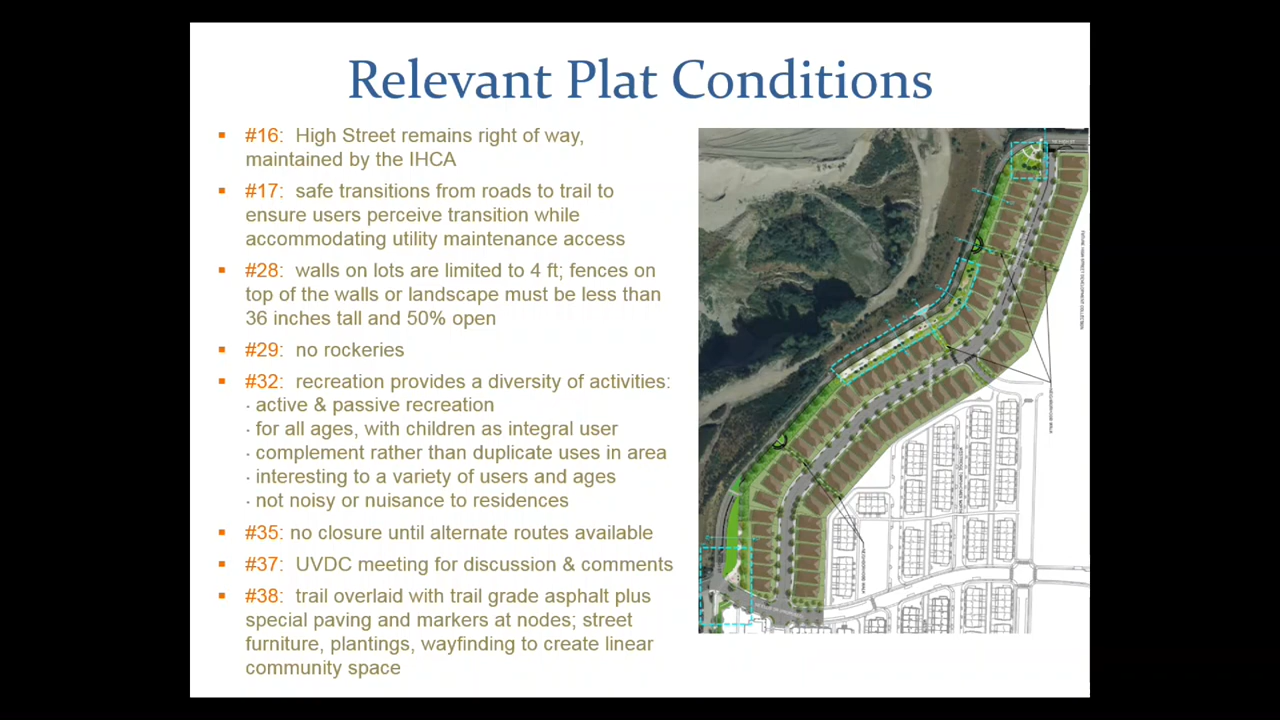 Relevant Plat Conditions
▪ #16: High Street remains right of way,
maintained by the IHCA
▪ #17: safe transitions from roads to trail to
ensure users perceive transition while
accommodating utility maintenance access
▪ #28: walls on lots are limited to 4 ft; fences on
top of the walls or landscape must be less than
36 inches tall and 50% open
▪ #29: no rockeries
▪ #32: recreation provides a diversity of activities:
· active & passive recreation
· for all ages, with children as integral user
· complement rather than duplicate uses in area
· interesting to a variety of users and ages
· not noisy or nuisance to residences
▪ #35: no closure until alternate routes available
▪ #37: UVDC meeting for discussion & comments
▪ #38: trail overlaid with trail grade asphalt plus
special paving and markers at nodes; street
furniture, plantings, wayfinding to create linear
community space